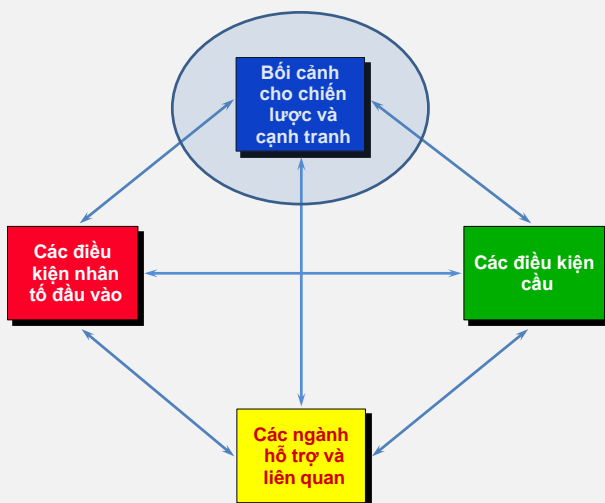 Bối cảnh
cho chiến
lược và
cạnh tranh
Các điều
kiện nhân
tố đầu vào
Các điều kiện
cầu
Các ngành
hỗ trợ và
liên quan